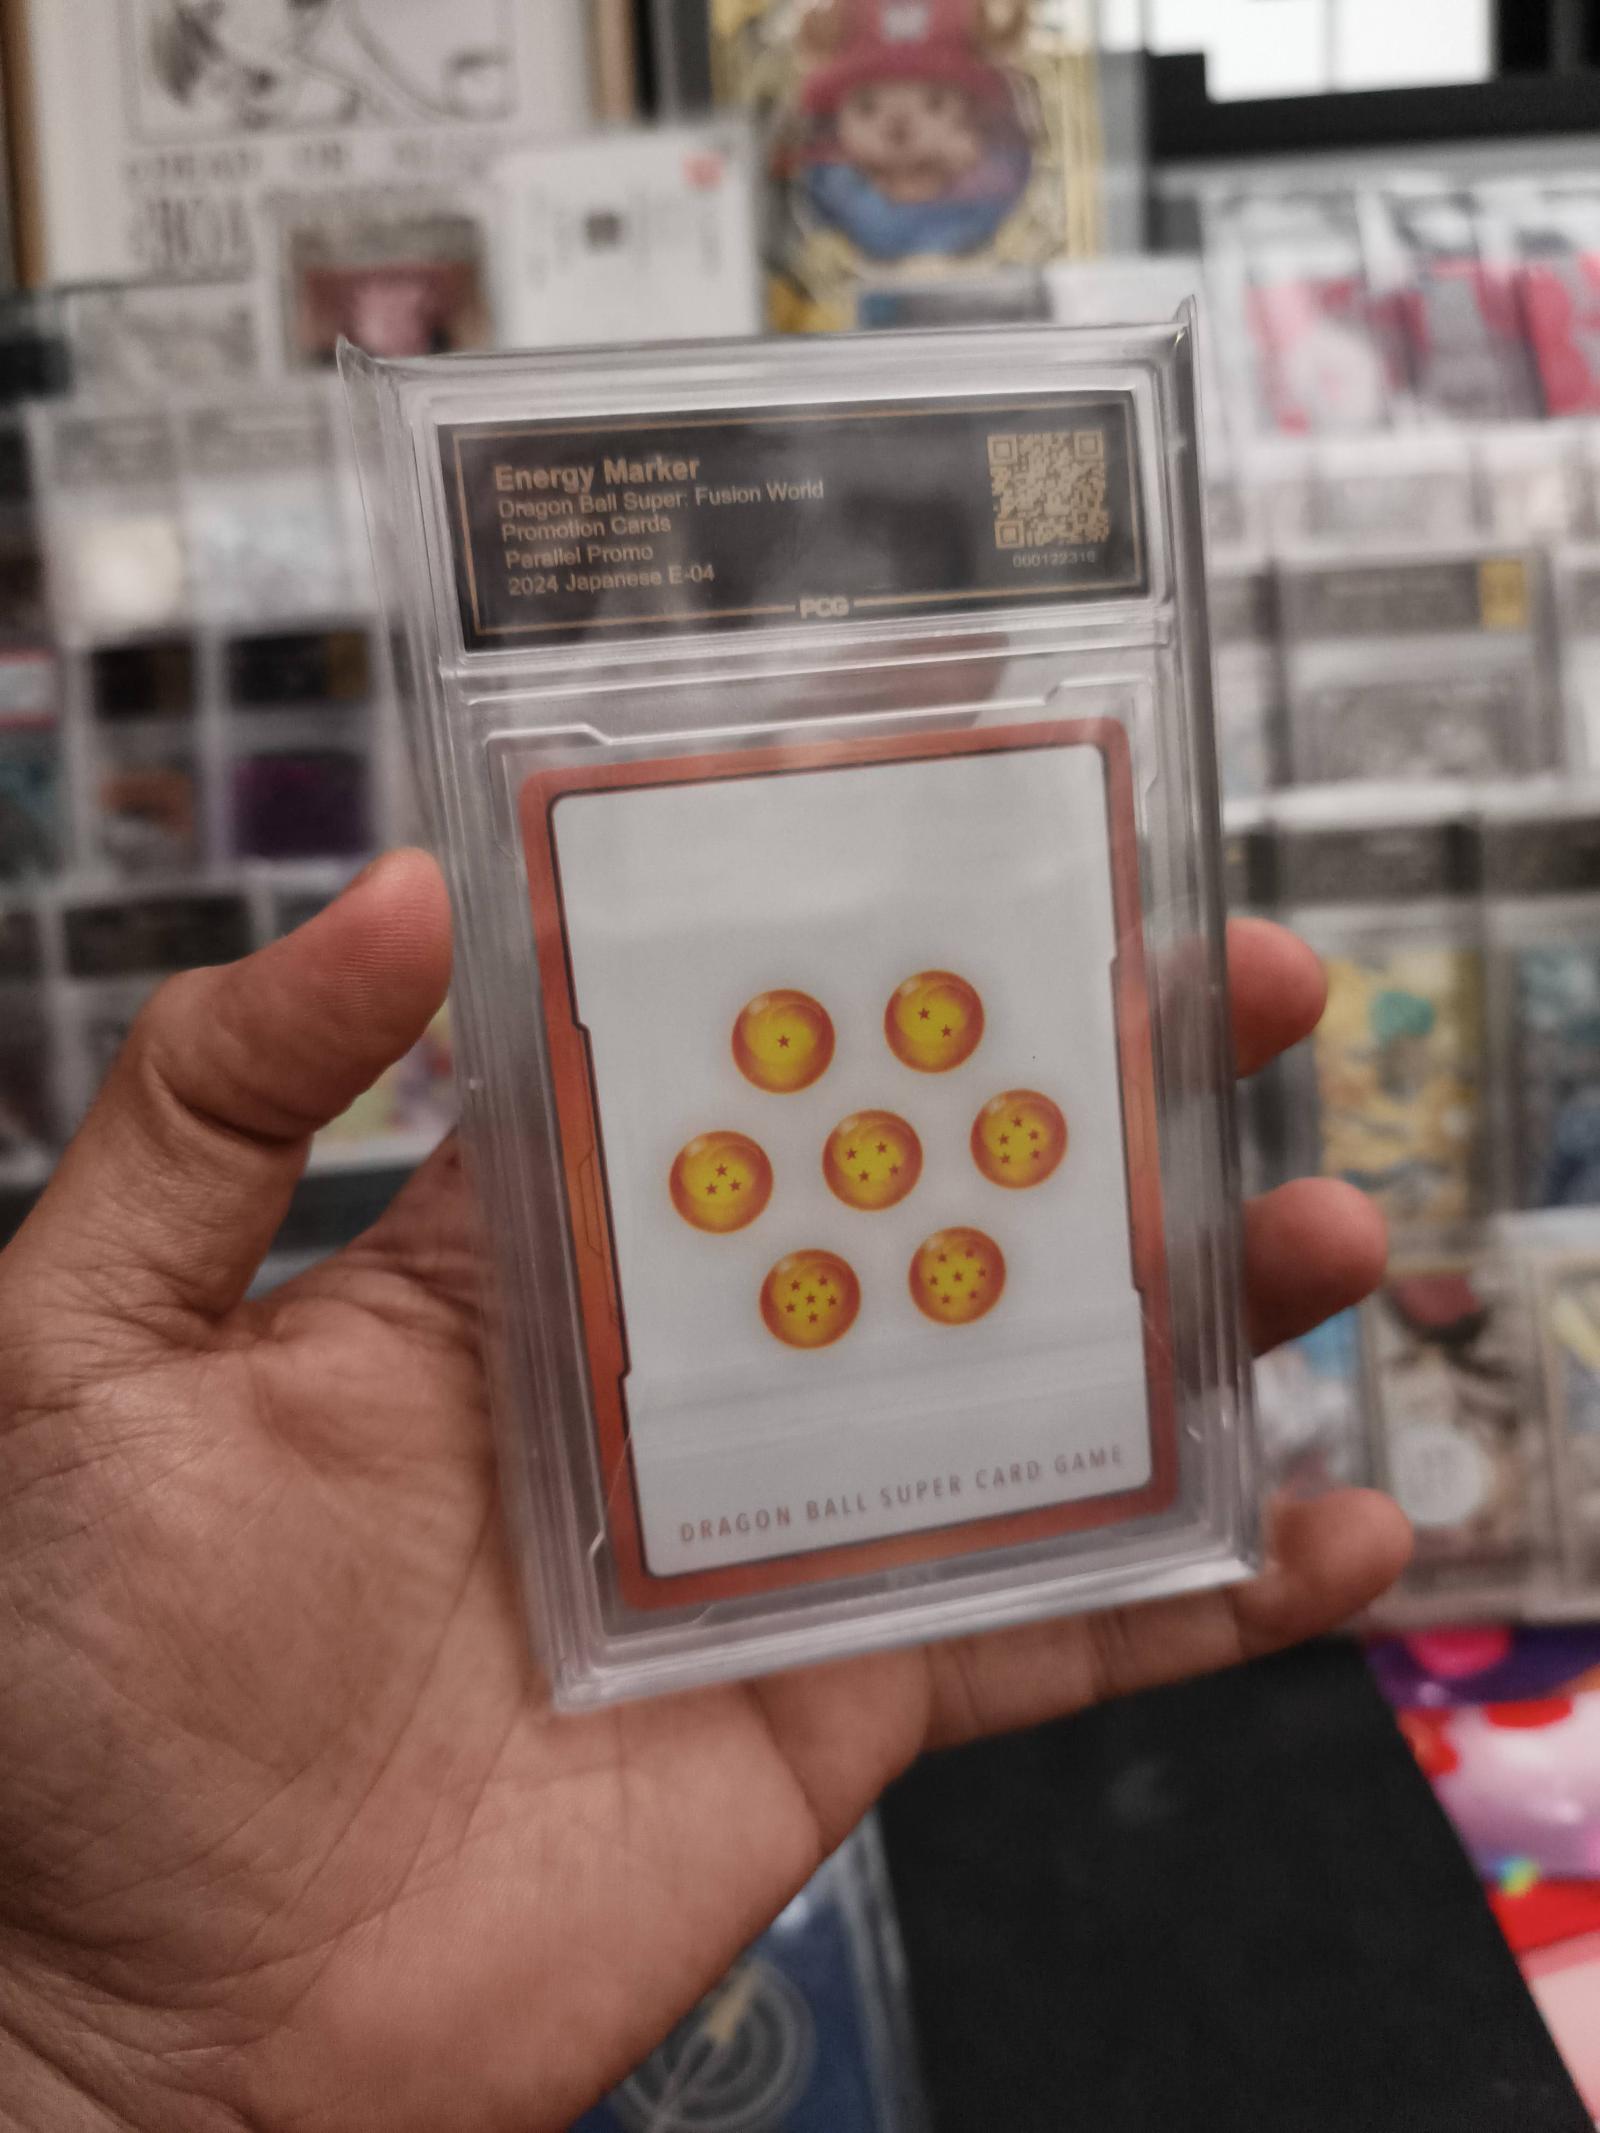 Energy Marker
Dragon Ball Super: Fusion World
Promotion Cards
Parallel Promo
2024 Japanese E-04
000122316
PCG
DRAGON BALL SUPER CARD GAME